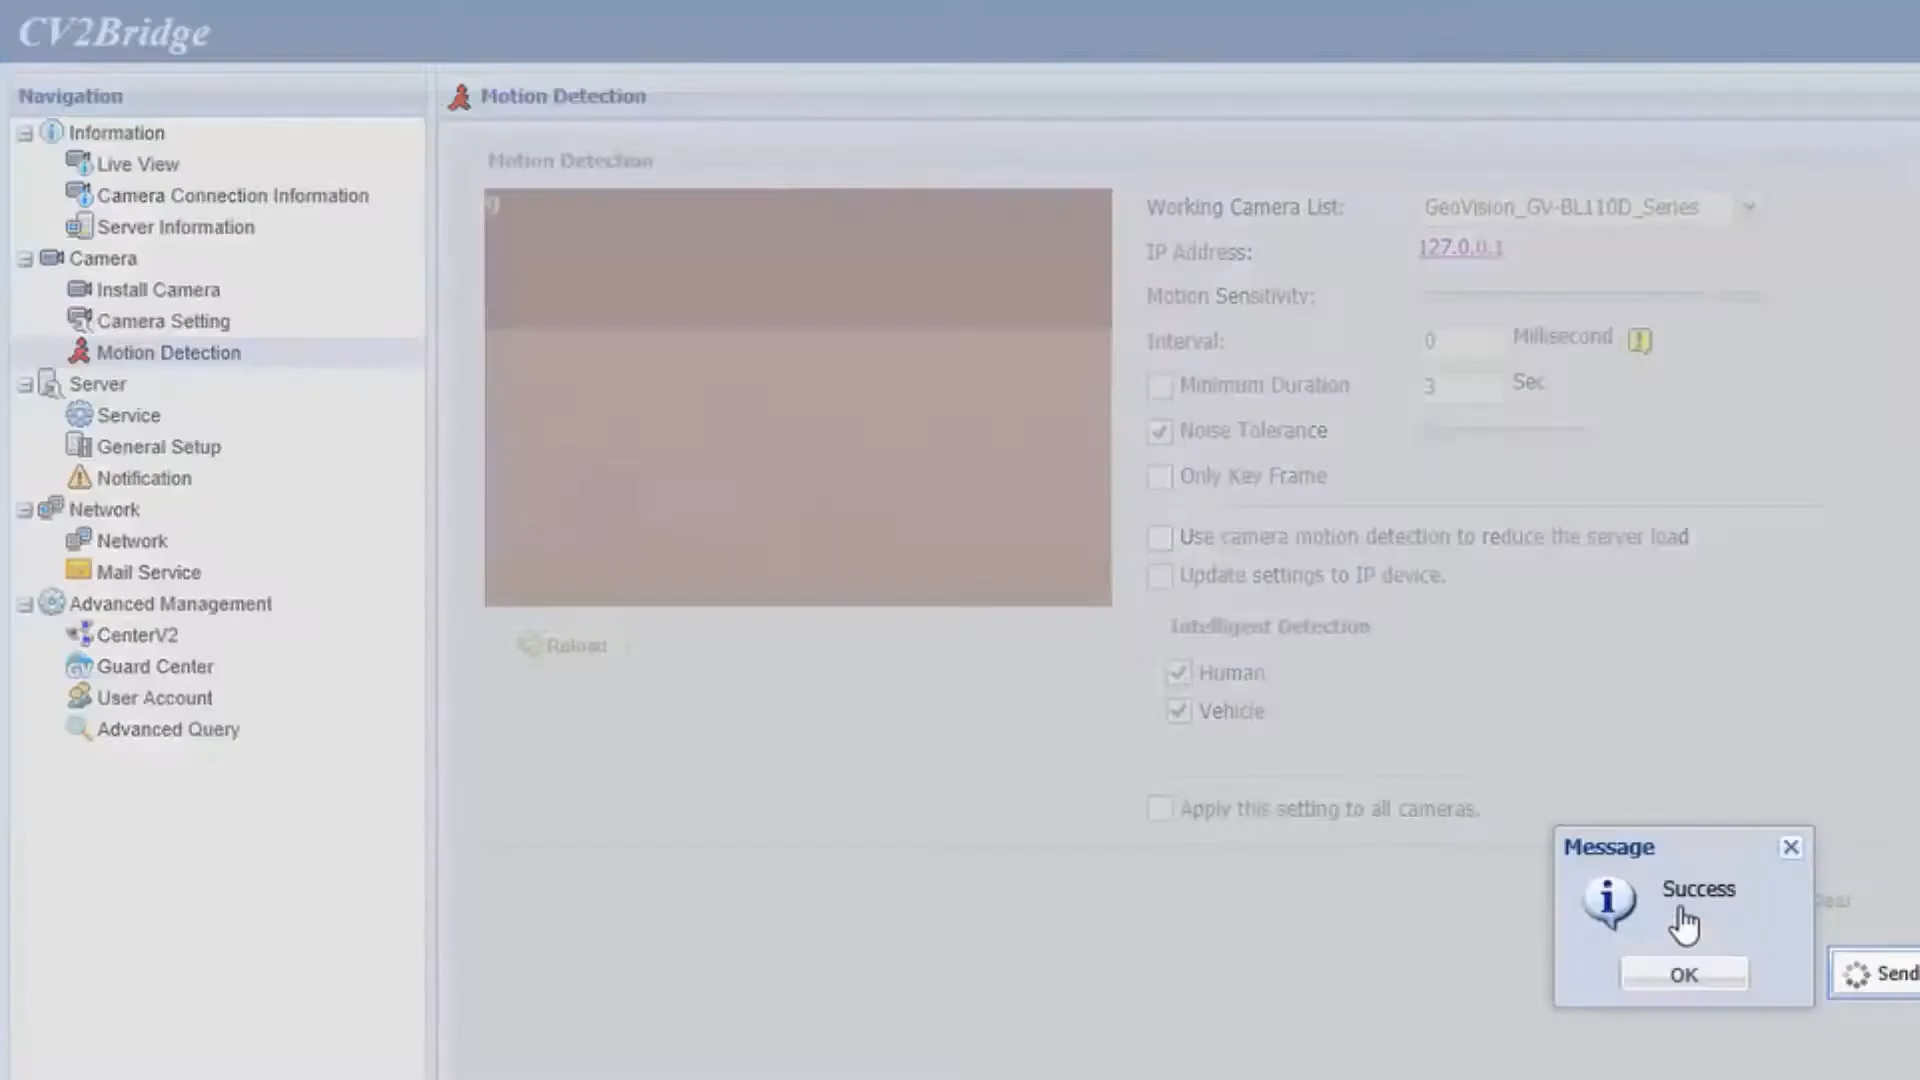 CV2Bridge
Navigation
Information
Live View
Camera Connection Information
Server Information
Camera
Install Camera
Camera Setting
Motion Detection
Server
Service
General Setup
Notification
Network
Network
Mail Service
Advanced Management
CenterV2
Guard Center
User Account
Advanced Query
Motion Detection
Motion Detection
Reload
Working Camera List: GeoVision_GV-BL110D_Series
IP Address: 127.0.0.1
Motion Sensitivity:
Interval: 0 Millisecond
Minimum Duration 3 Sec
Noise Tolerance
Only Key Frame
Use camera motion detection to reduce the server load
Update settings to IP device.
Intelligent Detection
Human
Vehicle
Apply this setting to all cameras.
Message
Success
OK
Send